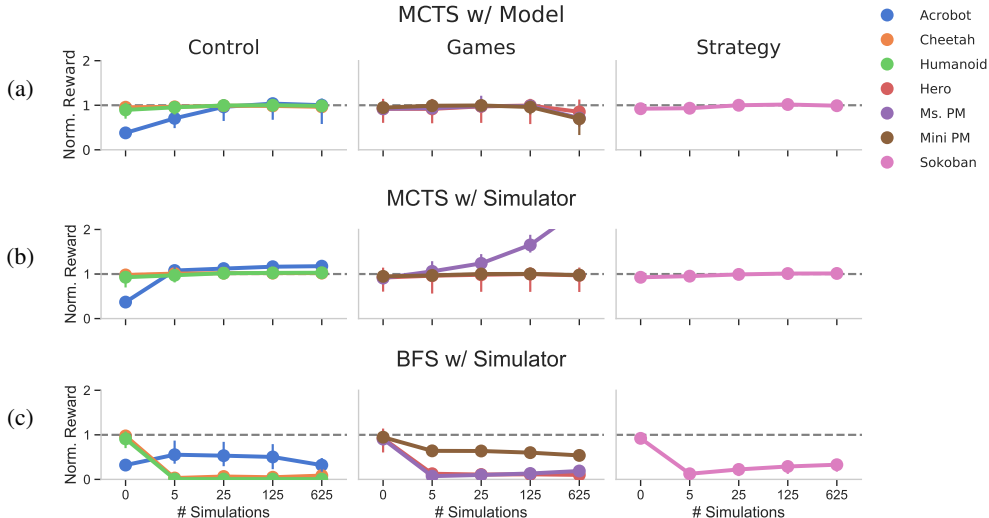 MCTS w/ Model
Control Games Strategy
(a)
Norm. Reward
2
1
0
Acrobot
Cheetah
Humanoid
Hero
Ms. PM
Mini PM
Sokoban
MCTS w/ Simulator
(b)
Norm. Reward
2
1
0
BFS w/ Simulator
(c)
Norm. Reward
2
1
0
0 5 25 125 625 0 5 25 125 625 0 5 25 125 625
# Simulations # Simulations # Simulations